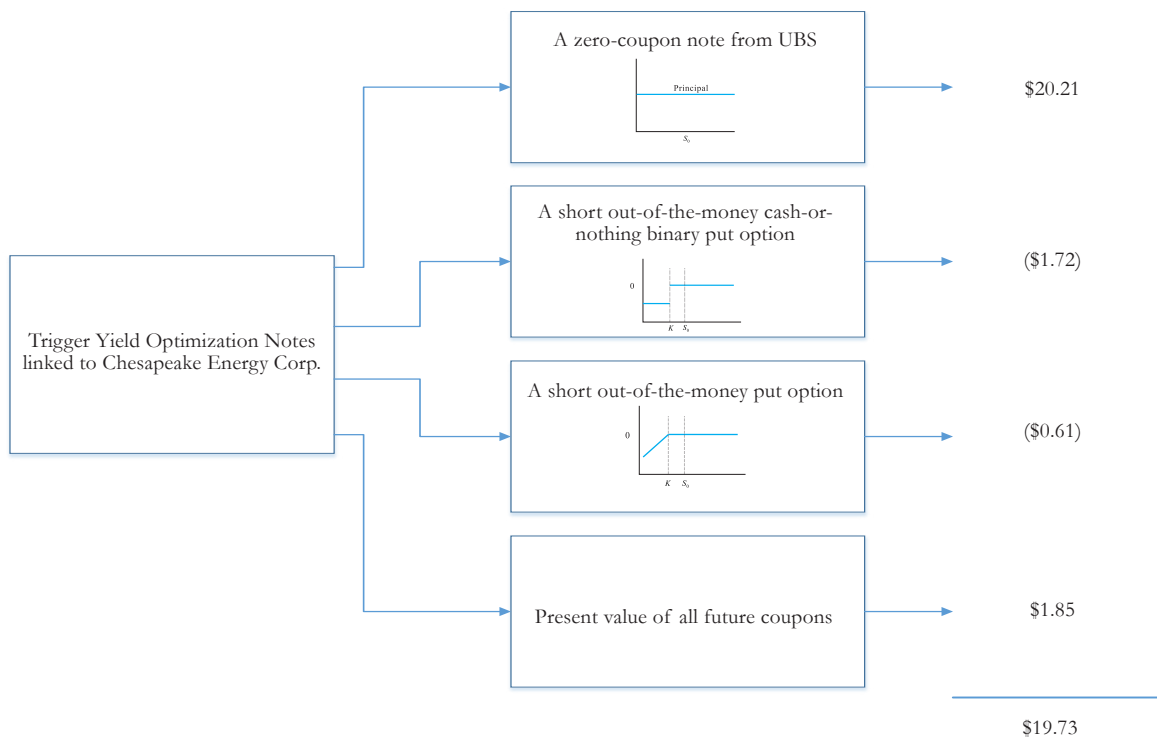 Trigger Yield Optimization Notes
linked to Chesapeake Energy Corp.
A zero-coupon note from UBS
Principal
S₀
$20.21
A short out-of-the-money cash-or-
nothing binary put option
0
K S₀
($1.72)
A short out-of-the-money put option
0
K S₀
($0.61)
Present value of all future coupons
$1.85
$19.73